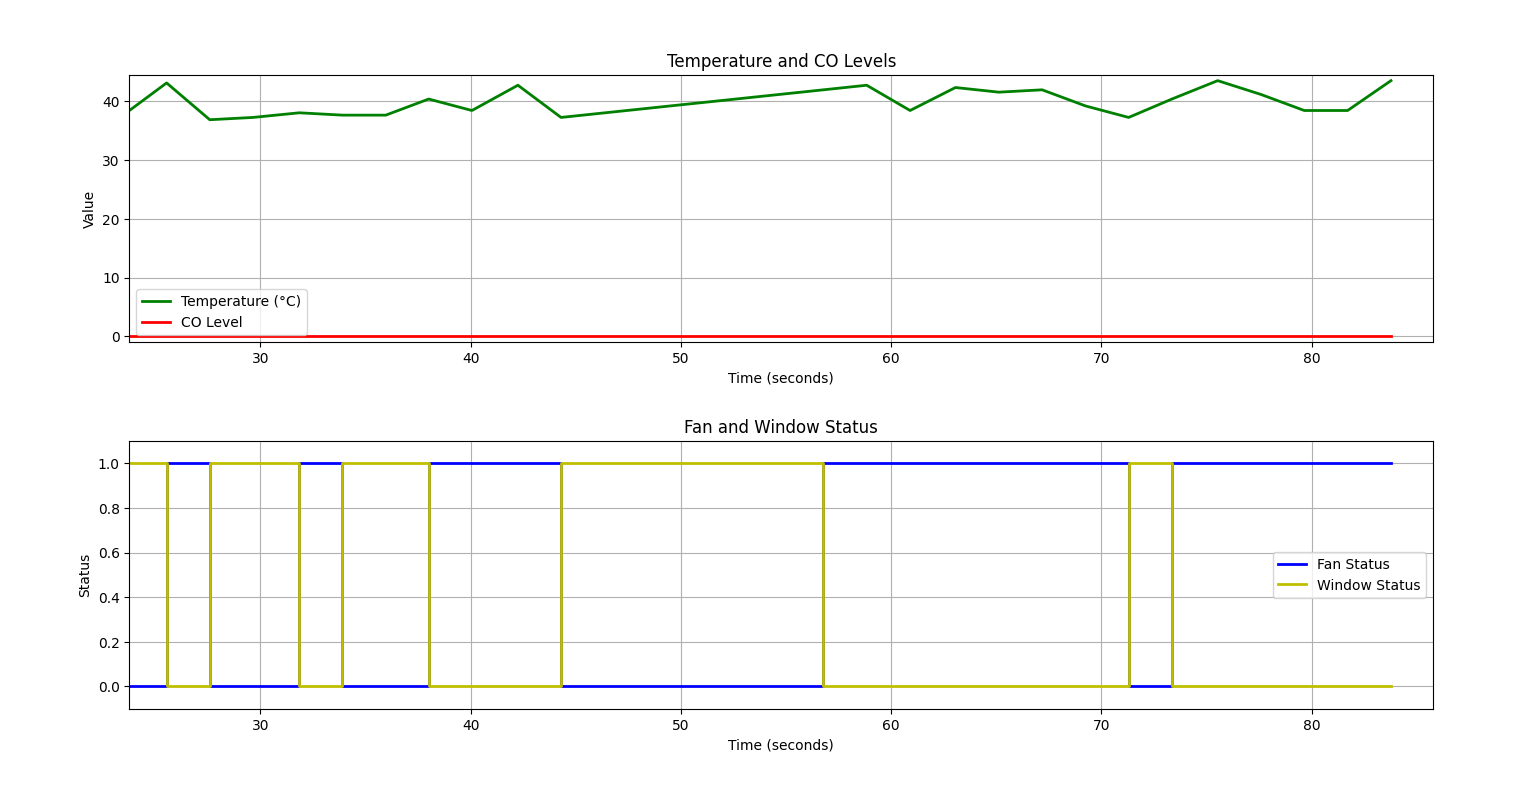 Temperature and CO Levels
40
30
20
10
0
Value
Temperature (°C)
CO Level
30 40 50 60 70 80
Time (seconds)
Fan and Window Status
1.0
0.8
0.6
0.4
0.2
0.0
Status
Fan Status
Window Status
30 40 50 60 70 80
Time (seconds)